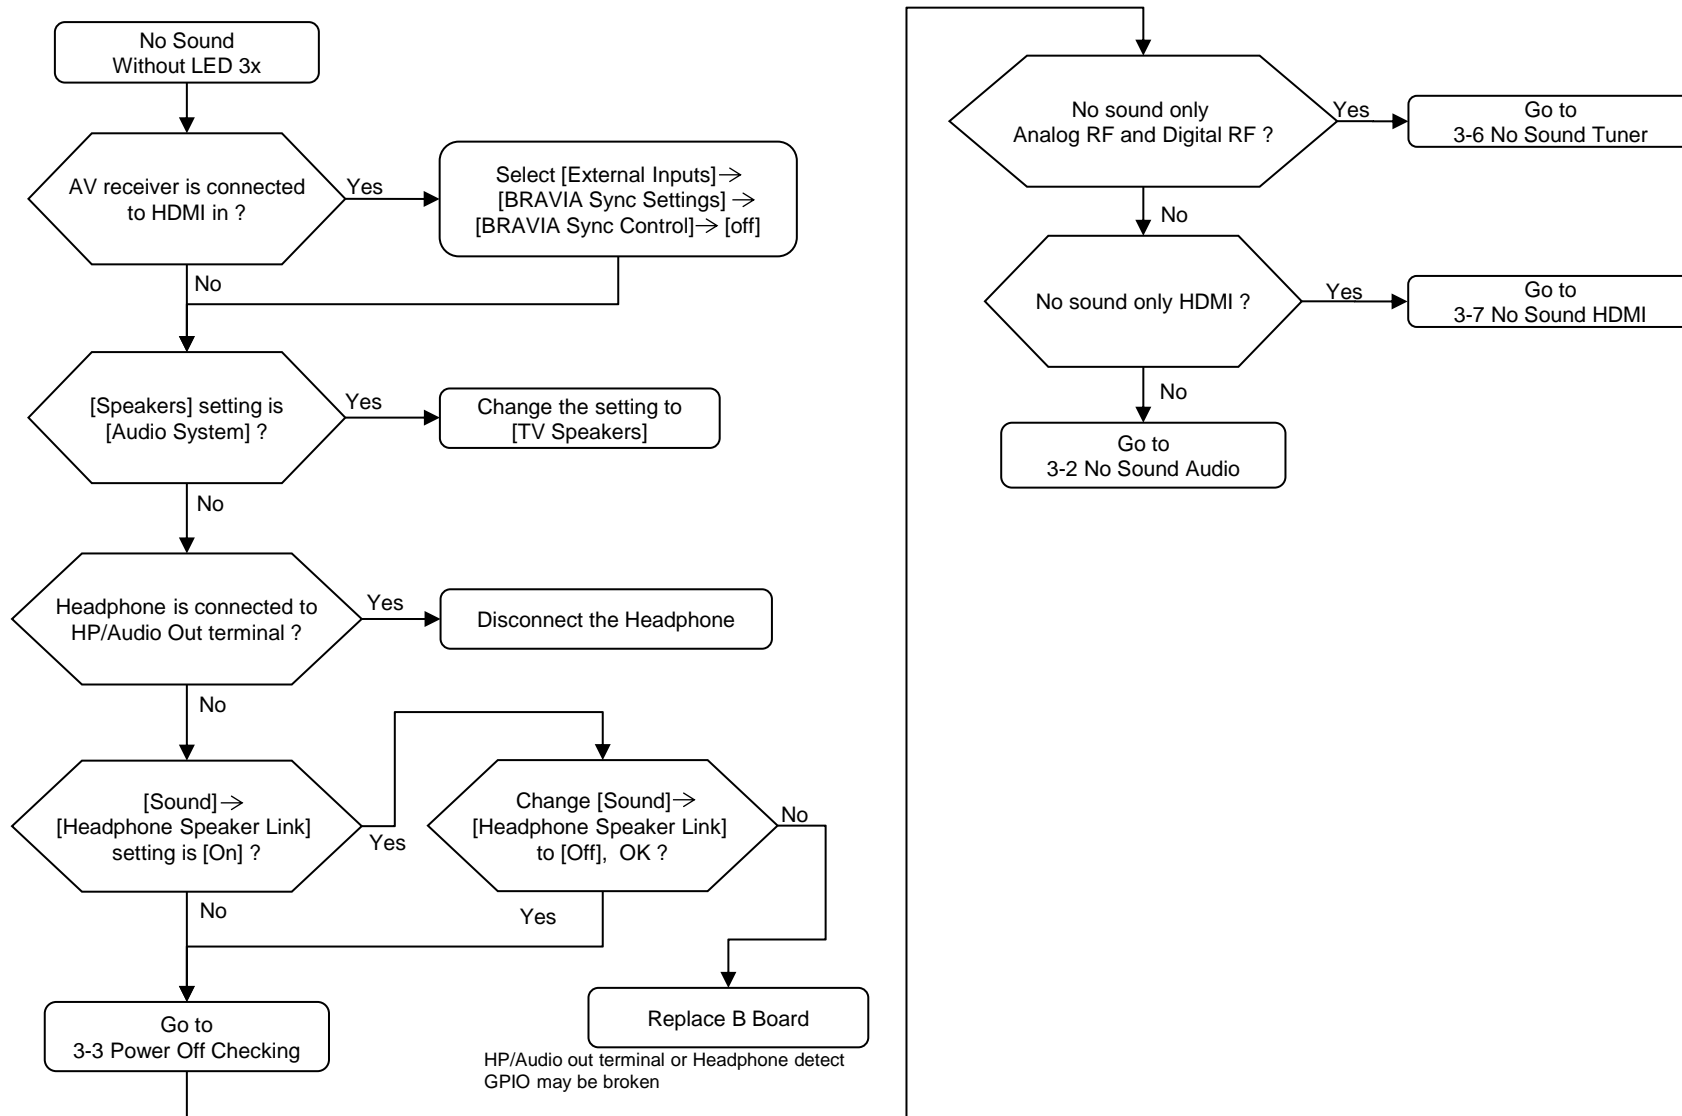 No Sound
Without LED 3x
AV receiver is connected
to HDMI in ?
Yes
Select [External Inputs]→
[BRAVIA Sync Settings] →
[BRAVIA Sync Control]→ [off]
No
[Speakers] setting is
[Audio System] ?
Yes
Change the setting to
[TV Speakers]
No
Headphone is connected to
HP/Audio Out terminal ?
Yes
Disconnect the Headphone
No
[Sound]→
[Headphone Speaker Link]
setting is [On] ?
Yes
Change [Sound]→
[Headphone Speaker Link]
to [Off],  OK ?
No
No
Yes
Go to
3-3 Power Off Checking
Replace B Board
HP/Audio out terminal or Headphone detect
GPIO may be broken
No sound only
Analog RF and Digital RF ?
Yes
Go to
3-6 No Sound Tuner
No
No sound only HDMI ?
Yes
Go to
3-7 No Sound HDMI
No
Go to
3-2 No Sound Audio